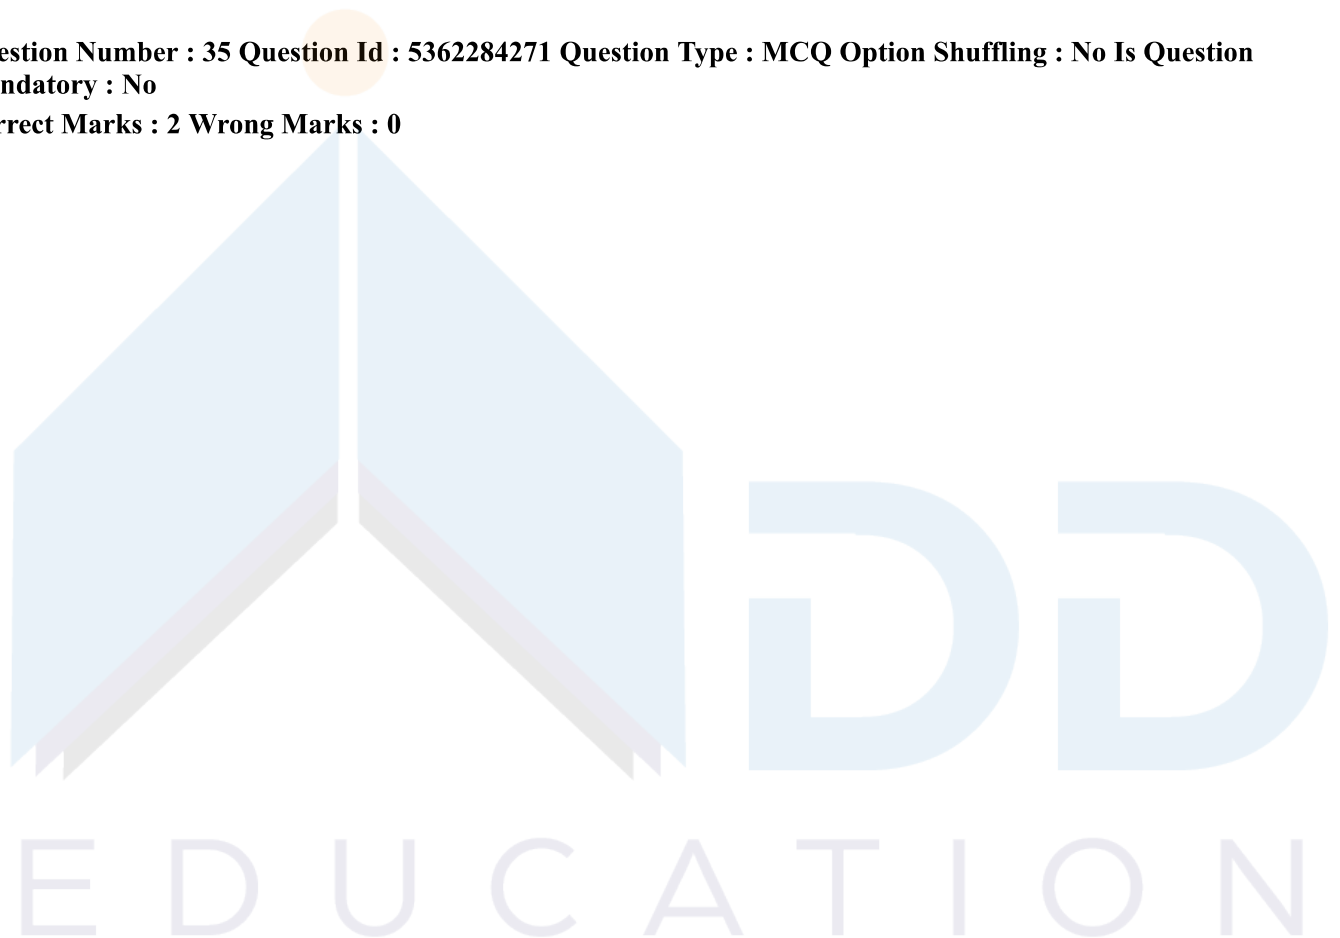 estion Number : 35 Question Id : 5362284271 Question Type : MCQ Option Shuffling : No Is Question
ndatory : No
rrect Marks : 2 Wrong Marks : 0
DD
EDUCATION